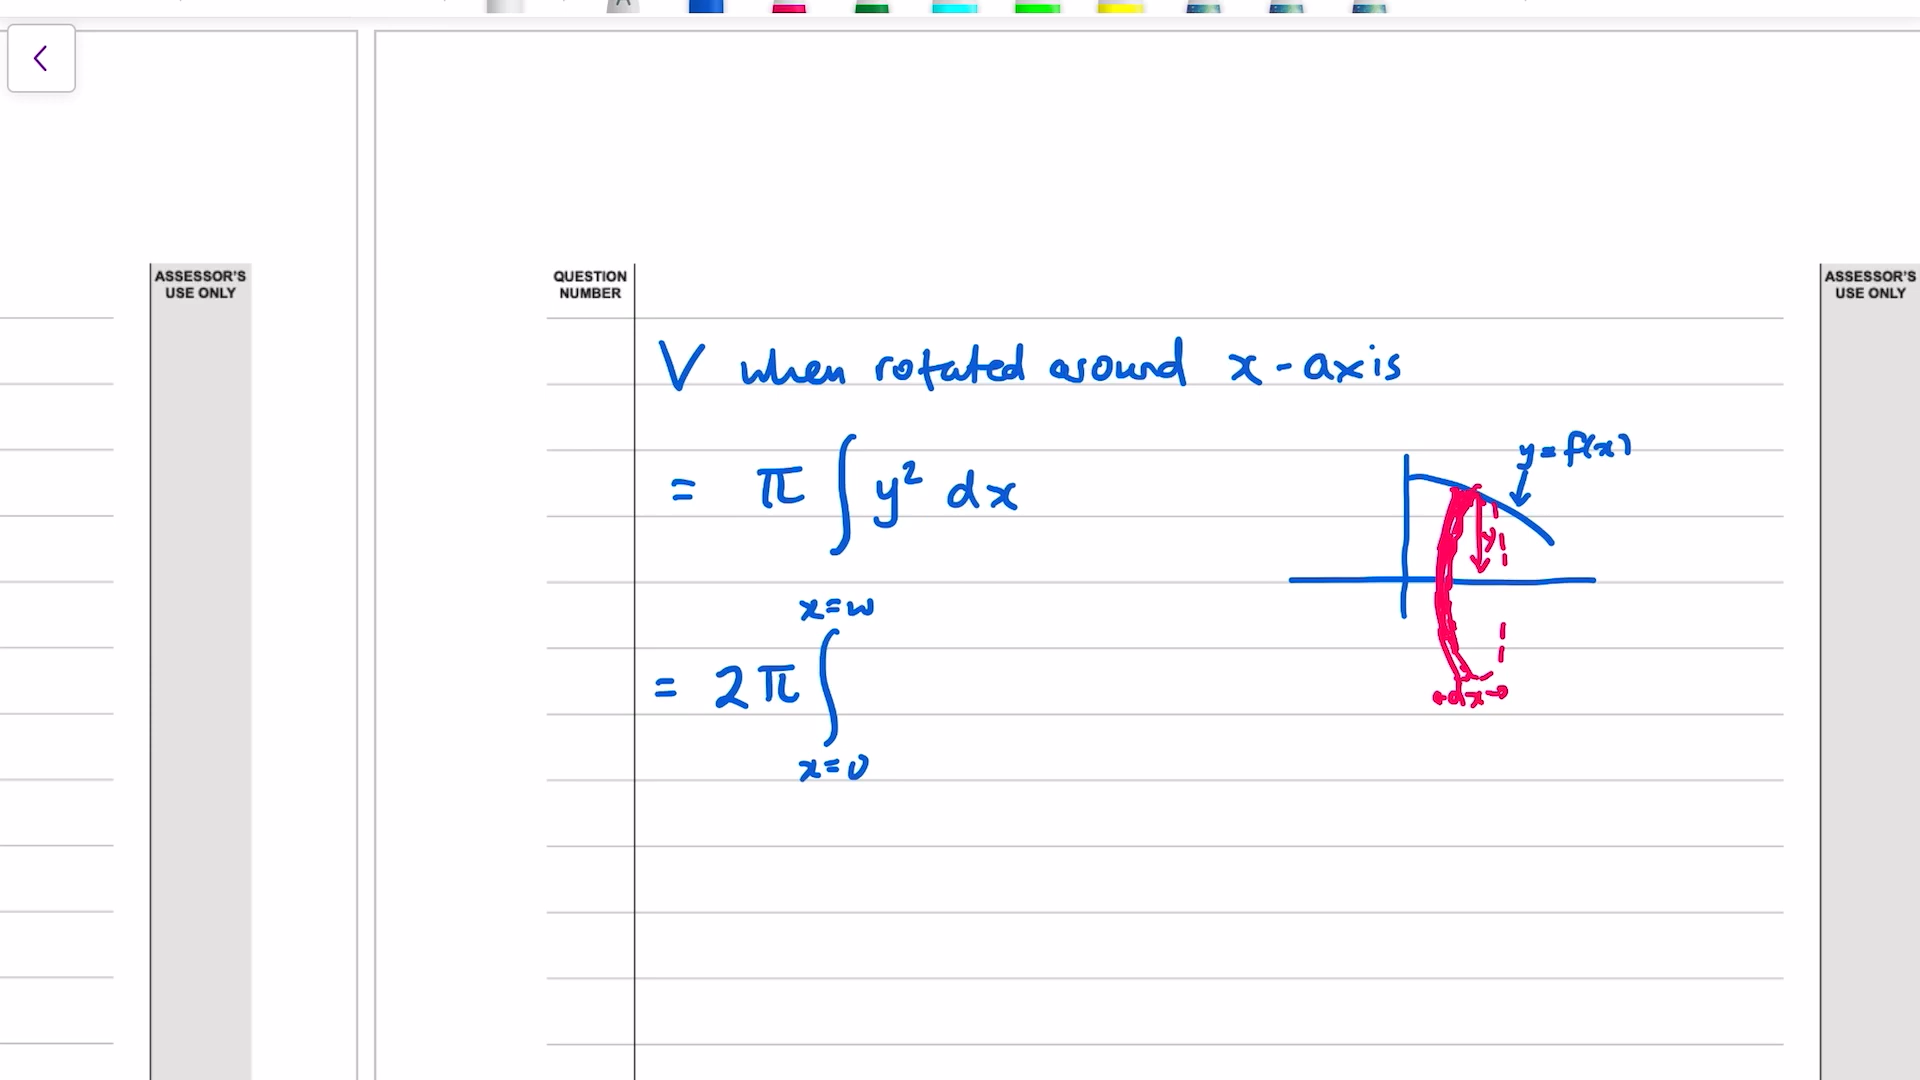 ASSESSOR'S
USE ONLY
QUESTION
NUMBER
ASSESSOR'S
USE ONLY
V when rotated around x-axis
= π ∫ y² dx
y = f(x)
y
dx
x=w
= 2π ∫
x=0